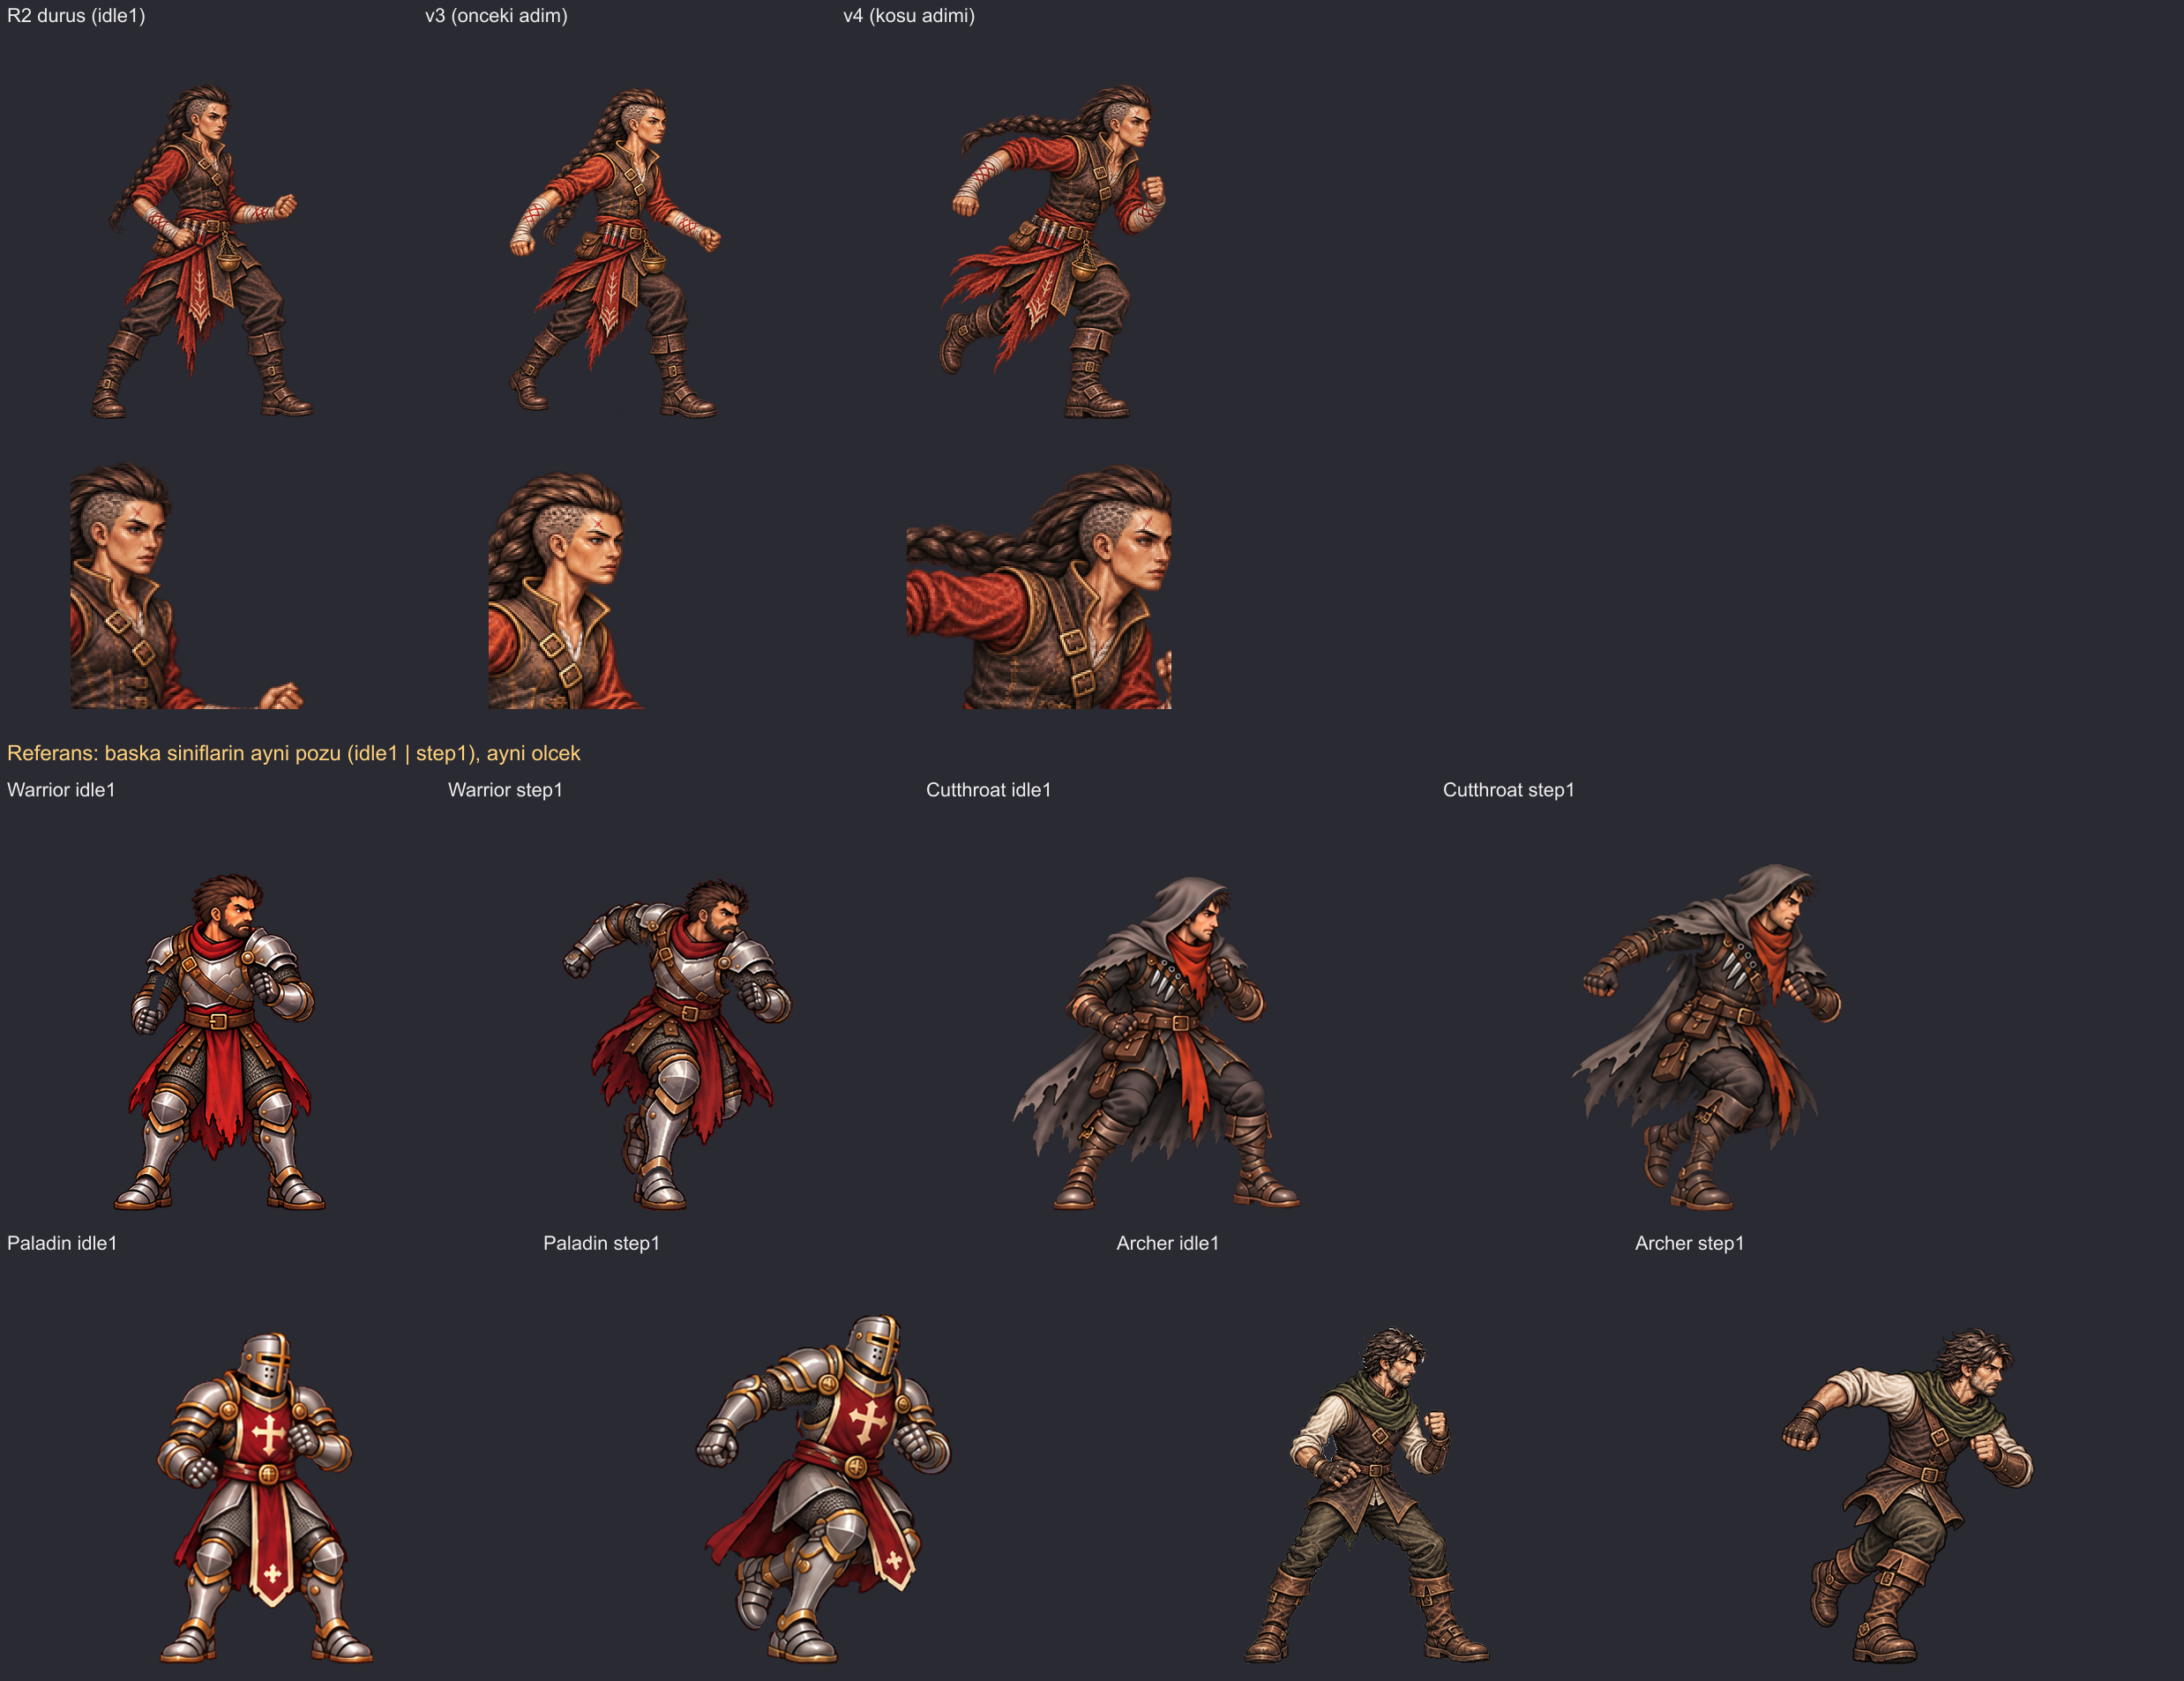 R2 durus (idle1)
v3 (onceki adim)
v4 (kosu adimi)
Referans: baska siniflarin ayni pozu (idle1 | step1), ayni olcek
Warrior idle1
Warrior step1
Cutthroat idle1
Cutthroat step1
Paladin idle1
Paladin step1
Archer idle1
Archer step1